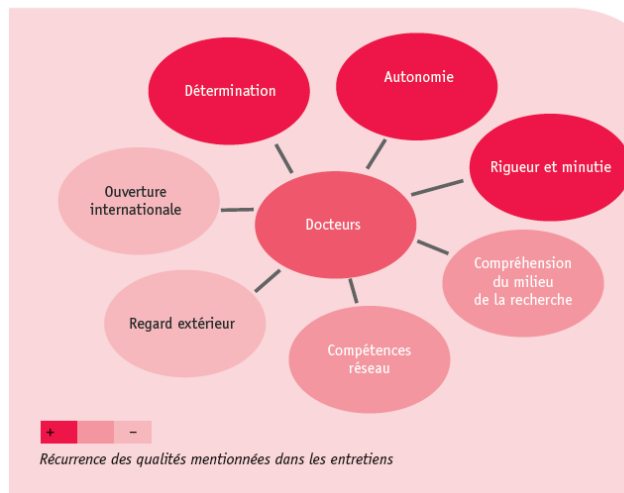 Détermination
Autonomie
Rigueur et minutie
Ouverture
internationale
Docteurs
Compréhension
du milieu
de la recherche
Regard extérieur
Compétences
réseau
+ –
Récurrence des qualités mentionnées dans les entretiens